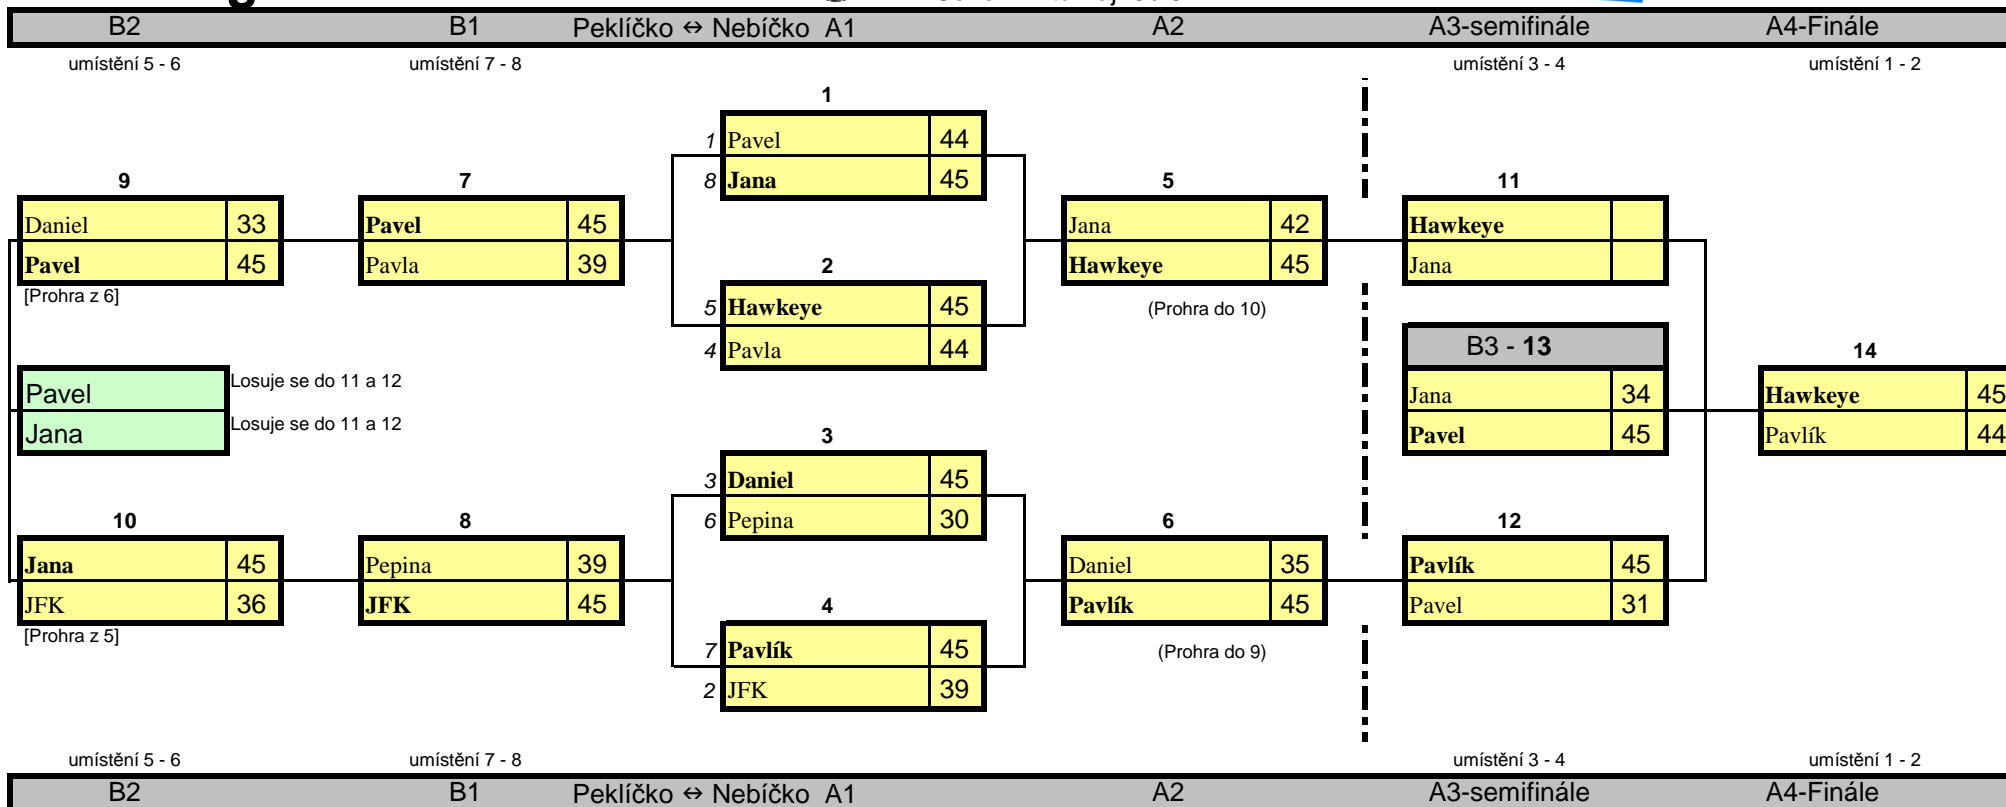 B2 B1 Peklíčko ⇔ Nebíčko A1 A2 A3-semifinále A4-Finále
umístění 5 - 6 umístění 7 - 8 umístění 3 - 4 umístění 1 - 2
1
1 Pavel 44
8 Jana 45
9 7 5 11
Daniel 33 Pavel 45 Jana 42 Hawkeye
Pavel 45 Pavla 39 Hawkeye 45 Jana
2
[Prohra z 6] (Prohra do 10)
5 Hawkeye 45
4 Pavla 44
B3 - 13 14
Pavel Losuje se do 11 a 12 Jana 34 Hawkeye 45
Jana Losuje se do 11 a 12 Pavel 45 Pavlík 44
3
3 Daniel 45
6 Pepina 30
10 8 6 12
Jana 45 Pepina 39 Daniel 35 Pavlík 45
JFK 36 JFK 45 Pavlík 45 Pavel 31
4
[Prohra z 5] (Prohra do 9)
7 Pavlík 45
2 JFK 39
umístění 5 - 6 umístění 7 - 8 umístění 3 - 4 umístění 1 - 2
B2 B1 Peklíčko ⇔ Nebíčko A1 A2 A3-semifinále A4-Finále